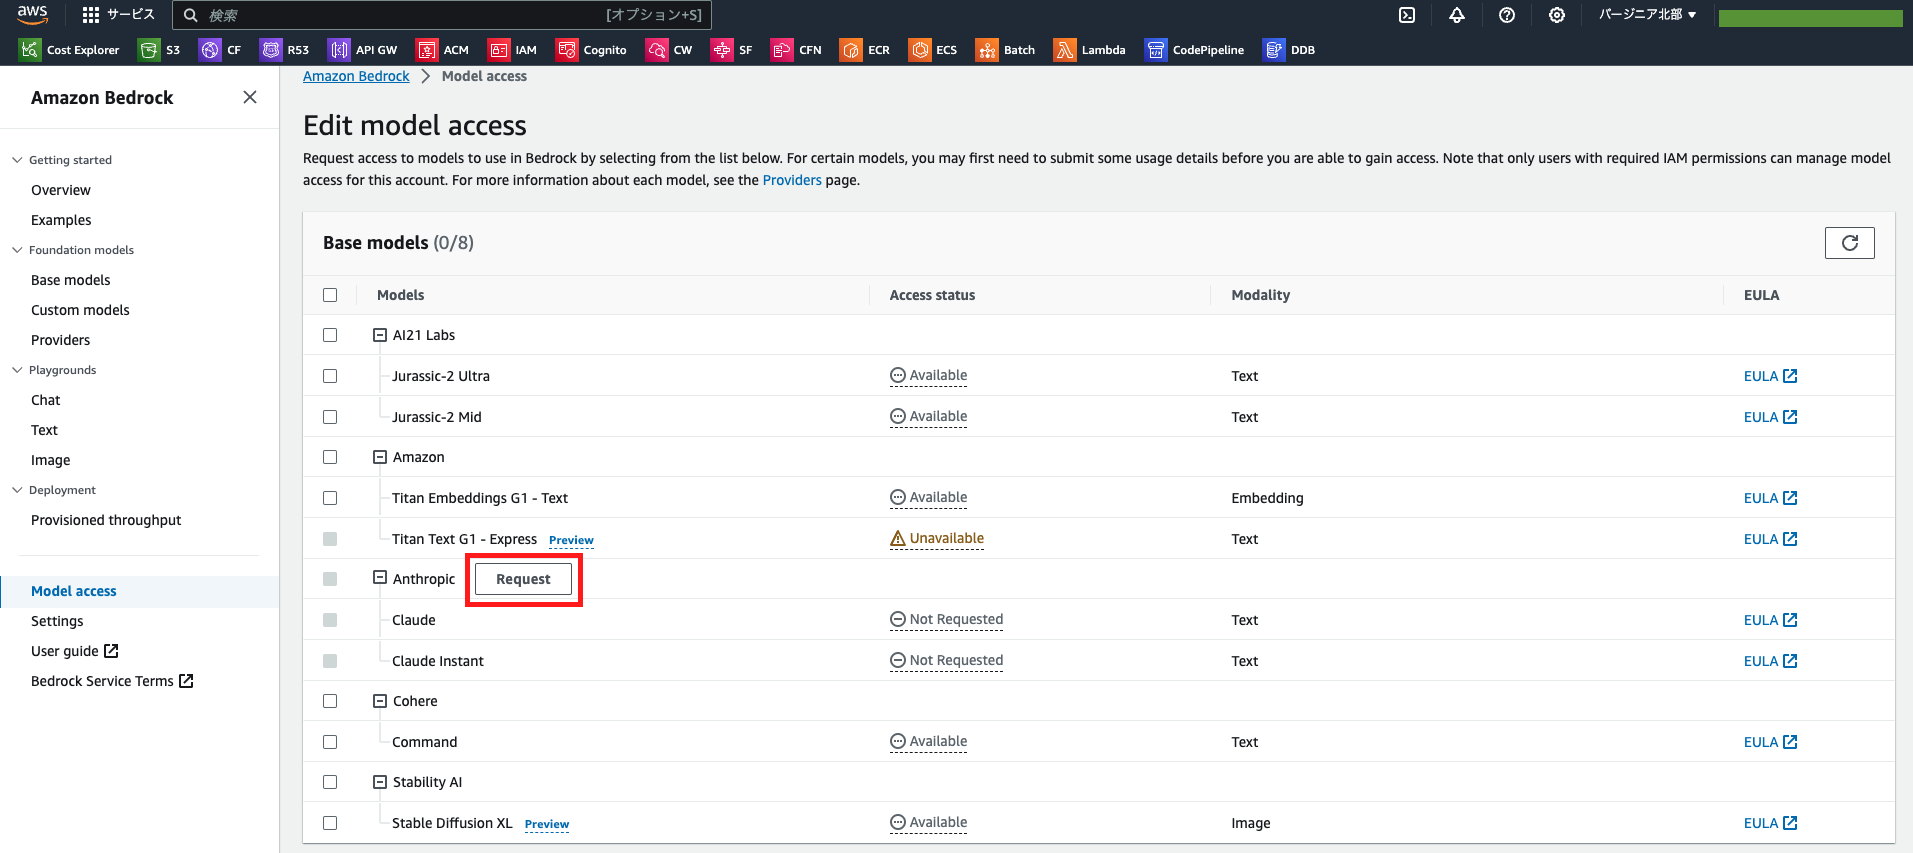 aws サービス 検索 [オプション+S] バージニア北部 ▼
Cost Explorer S3 CF R53 API GW ACM IAM Cognito CW SF CFN ECR ECS Batch Lambda CodePipeline DDB
Amazon Bedrock
Getting started
Overview
Examples
Foundation models
Base models
Custom models
Providers
Playgrounds
Chat
Text
Image
Deployment
Provisioned throughput
Model access
Settings
User guide
Bedrock Service Terms
Amazon Bedrock > Model access
Edit model access
Request access to models to use in Bedrock by selecting from the list below. For certain models, you may first need to submit some usage details before you are able to gain access. Note that only users with required IAM permissions can manage model
access for this account. For more information about each model, see the Providers page.
Base models (0/8)
Models Access status Modality EULA
AI21 Labs
Jurassic-2 Ultra Available Text EULA
Jurassic-2 Mid Available Text EULA
Amazon
Titan Embeddings G1 - Text Available Embedding EULA
Titan Text G1 - Express Preview Unavailable Text EULA
Anthropic Request
Claude Not Requested Text EULA
Claude Instant Not Requested Text EULA
Cohere
Command Available Text EULA
Stability AI
Stable Diffusion XL Preview Available Image EULA